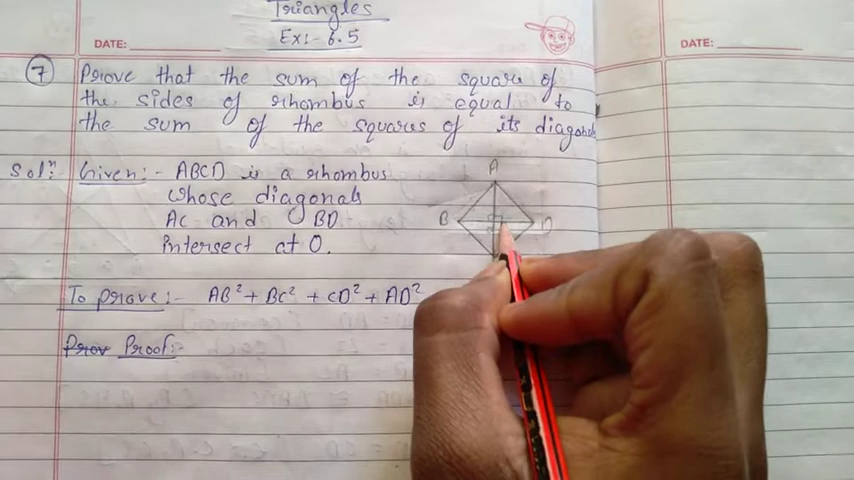 Triangles
Ex:- 6.5
DATE:
DATE:
7 Prove that the sum of the square of
the sides of rhombus is equal to
the sum of the squares of its diagonals
Solⁿ: Given:- ABCD is a rhombus
whose diagonals
AC and BD
intersect at O.
A
B
D
To prove:- AB² + BC² + CD² + AD²
Prov Proof:-